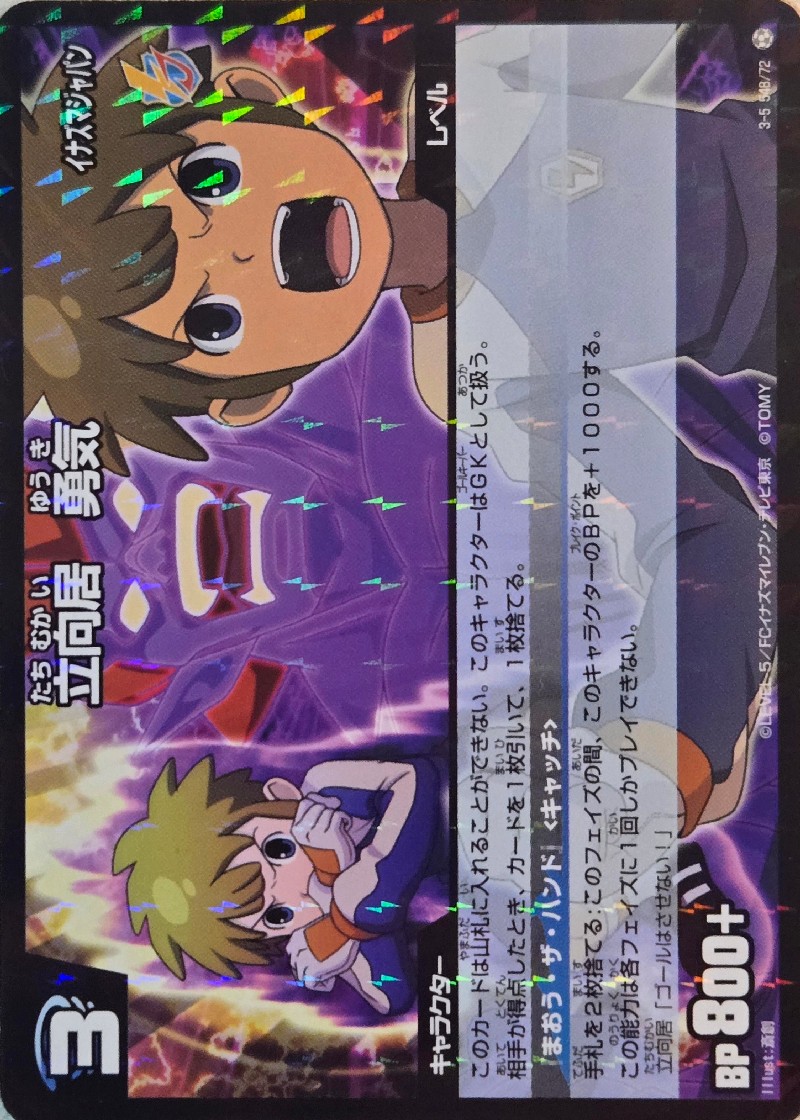 3
たち むか い ゆう き
立向居 勇気
イナズマジャパン
キャラクター
レベル
このカードは山札に入れることができない。このキャラクターはGKとして扱う。
相手が得点したとき、カードを1枚引いて、1枚捨てる。
『まおう・ザ・ハンド』<キャッチ>
手札を2枚捨てる:このフェイズの間、このキャラクターのBPを+1000する。
この能力は各フェイズに1回しかプレイできない。
立向居「ゴールはさせない!」
BP 800+
Illust:斎創
©LEVEL-5/FCイナズマイレブン・テレビ東京 ©TOMY
3-5 54B/72